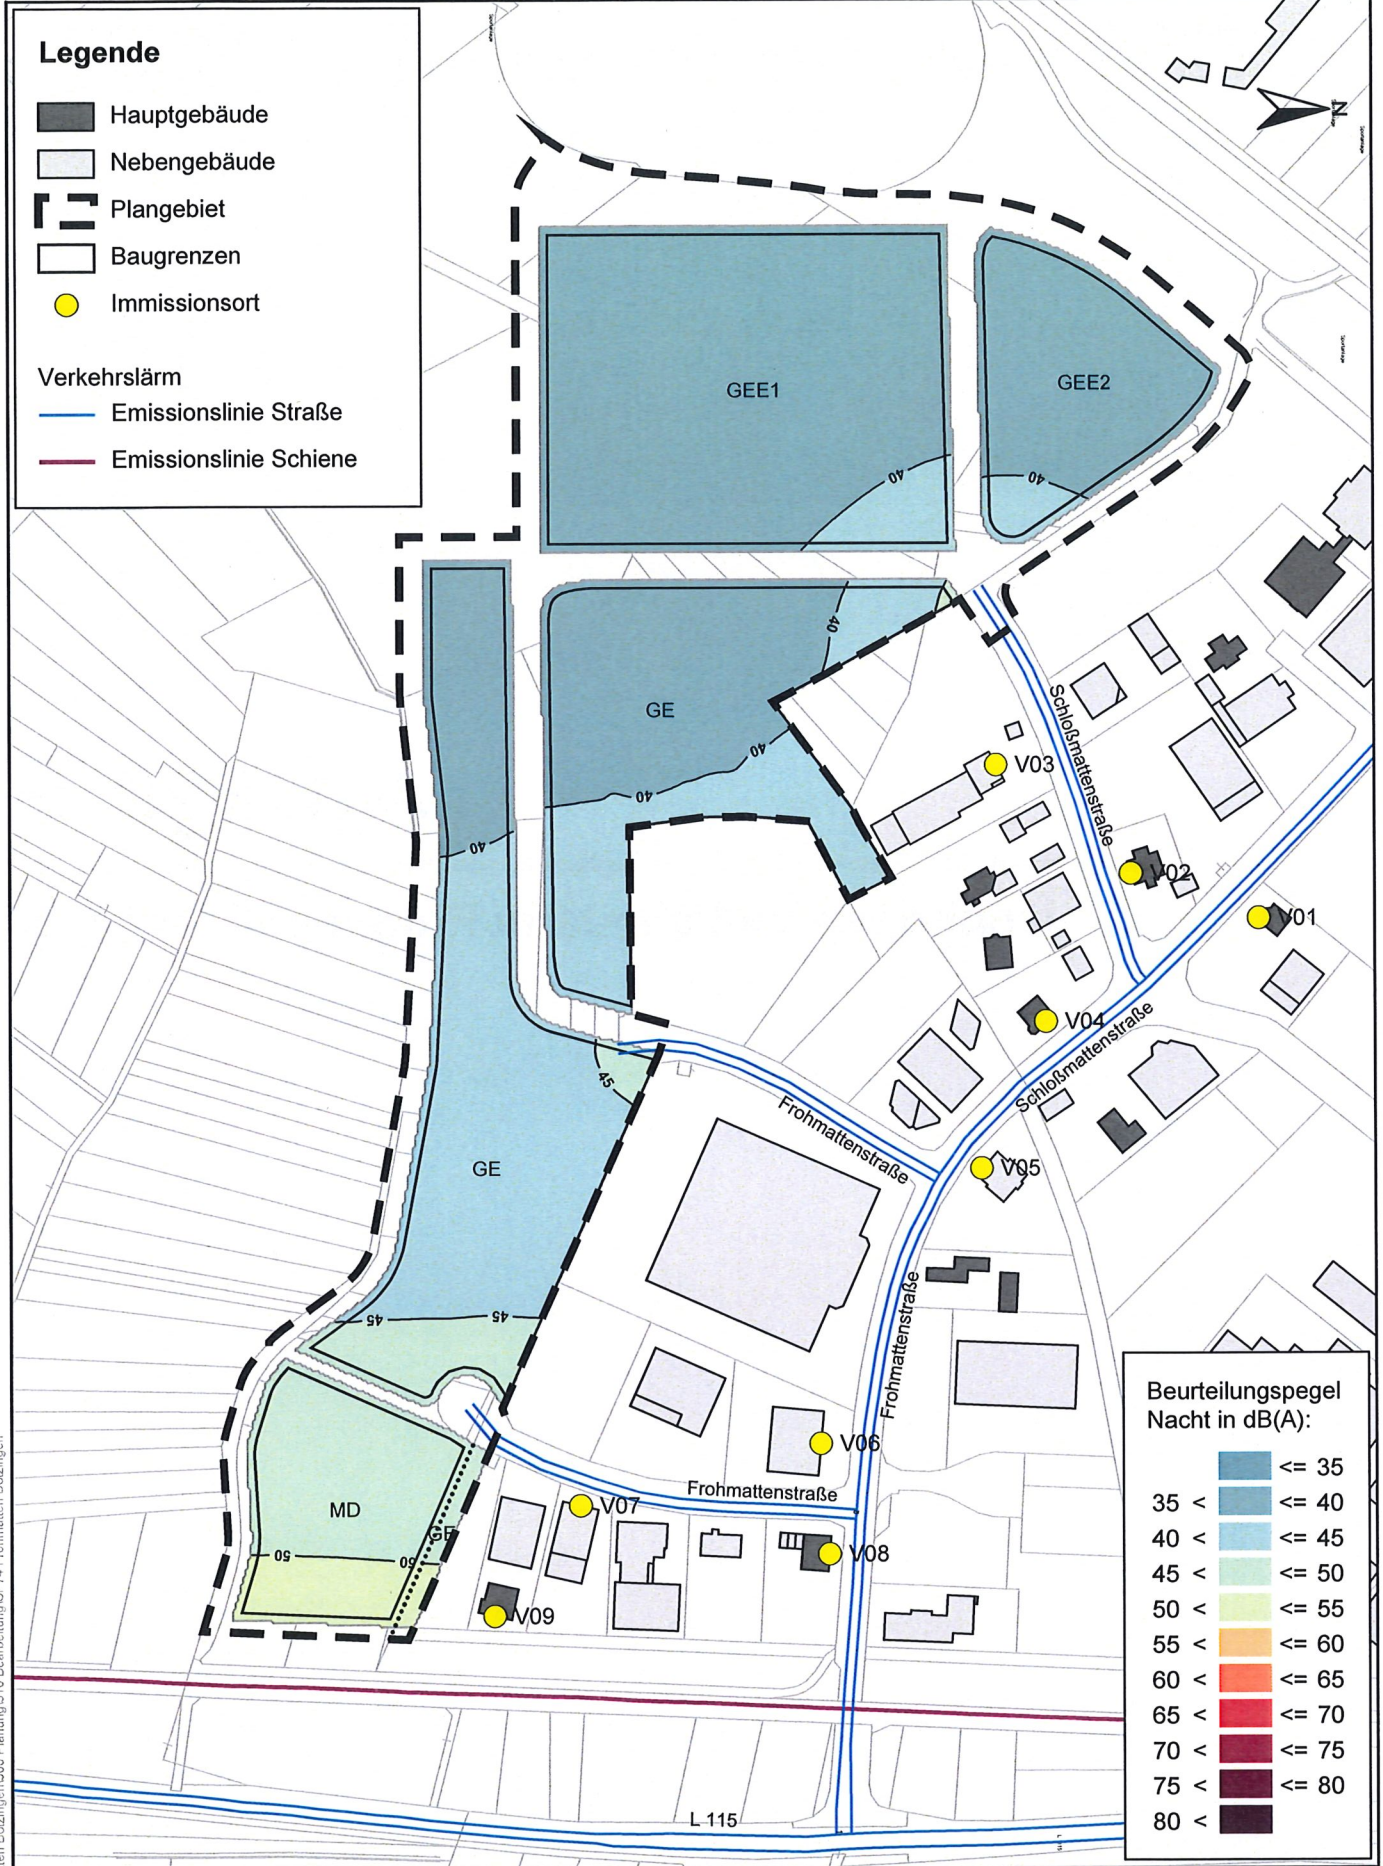 Legende
Hauptgebäude
Nebengebäude
Plangebiet
Baugrenzen
Immissionsort
Verkehrslärm
Emissionslinie Straße
Emissionslinie Schiene
N
GEE1
GEE2
40
40
40
GE
40
40
40
V03
Schloßmattenstraße
V02
V01
V04
Schloßmattenstraße
45
Frohmattenstraße
GE
V05
Frohmattenstraße
45
45
V06
Frohmattenstraße
V07
MD
GE
V08
50
50
V09
L 115
Beurteilungspegel
Nacht in dB(A):
<= 35
35 < <= 40
40 < <= 45
45 < <= 50
50 < <= 55
55 < <= 60
60 < <= 65
65 < <= 70
70 < <= 75
75 < <= 80
80 <